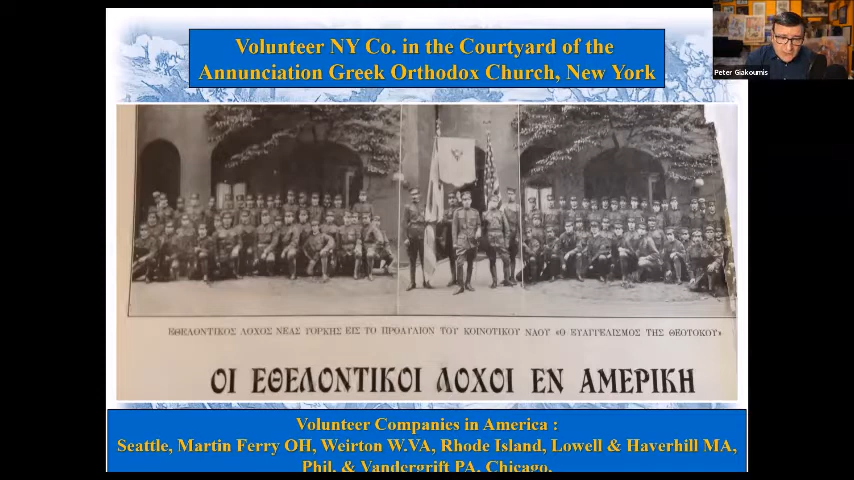 Volunteer NY Co. in the Courtyard of the
Annunciation Greek Orthodox Church, New York
Peter Giakoumis
ΕΘΕΛΟΝΤΙΚΟΣ ΛΟΧΟΣ ΝΕΑΣ ΥΟΡΚΗΣ ΕΙΣ ΤΟ ΠΡΟΑΥΛΙΟΝ ΤΟΥ ΚΟΙΝΟΤΙΚΟΥ ΝΑΟΥ «Ο ΕΥΑΓΓΕΛΙΣΜΟΣ ΤΗΣ ΘΕΟΤΟΚΟΥ»
ΟΙ ΕΘΕΛΟΝΤΙΚΟΙ ΛΟΧΟΙ ΕΝ ΑΜΕΡΙΚΗ
Volunteer Companies in America :
Seattle, Martin Ferry OH, Weirton W.VA, Rhode Island, Lowell & Haverhill MA,
Phil. & Vandergrift PA, Chicago.